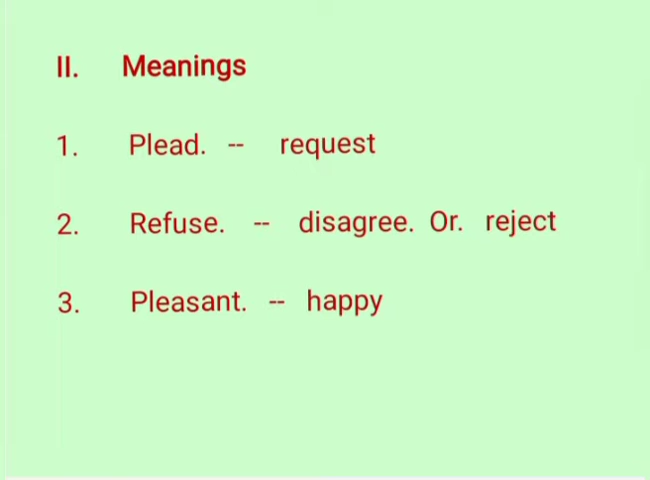 II. Meanings
1. Plead. -- request
2. Refuse. -- disagree. Or. reject
3. Pleasant. -- happy